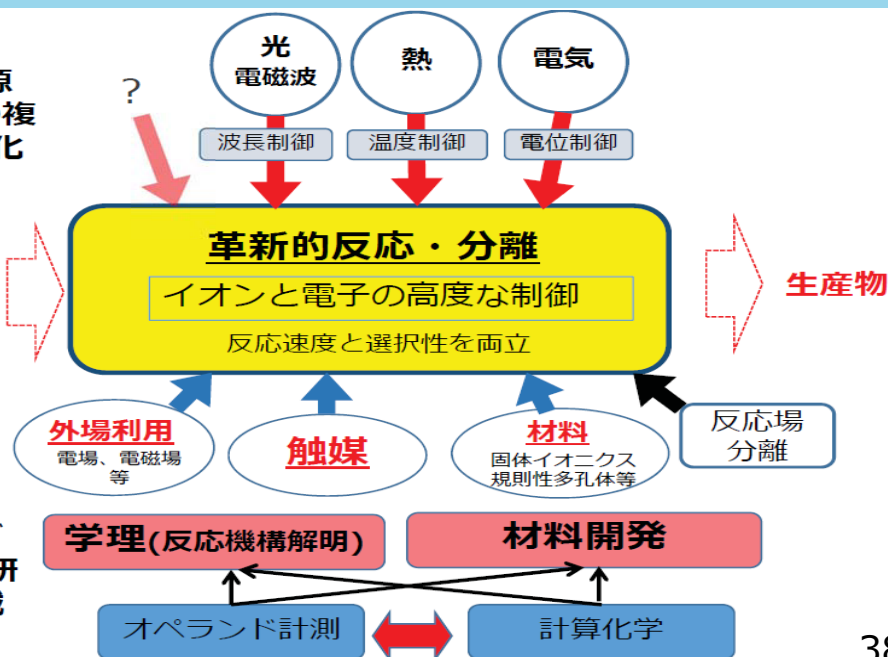 光
電磁波
熱
電気
原
複
化
?
波長制御
温度制御
電位制御
革新的反応・分離
イオンと電子の高度な制御
反応速度と選択性を両立
生産物
外場利用
電場、電磁場
等
触媒
材料
固体イオニクス
規則性多孔体等
反応場
分離
学理(反応機構解明)
材料開発
研
オペランド計測
計算化学
38